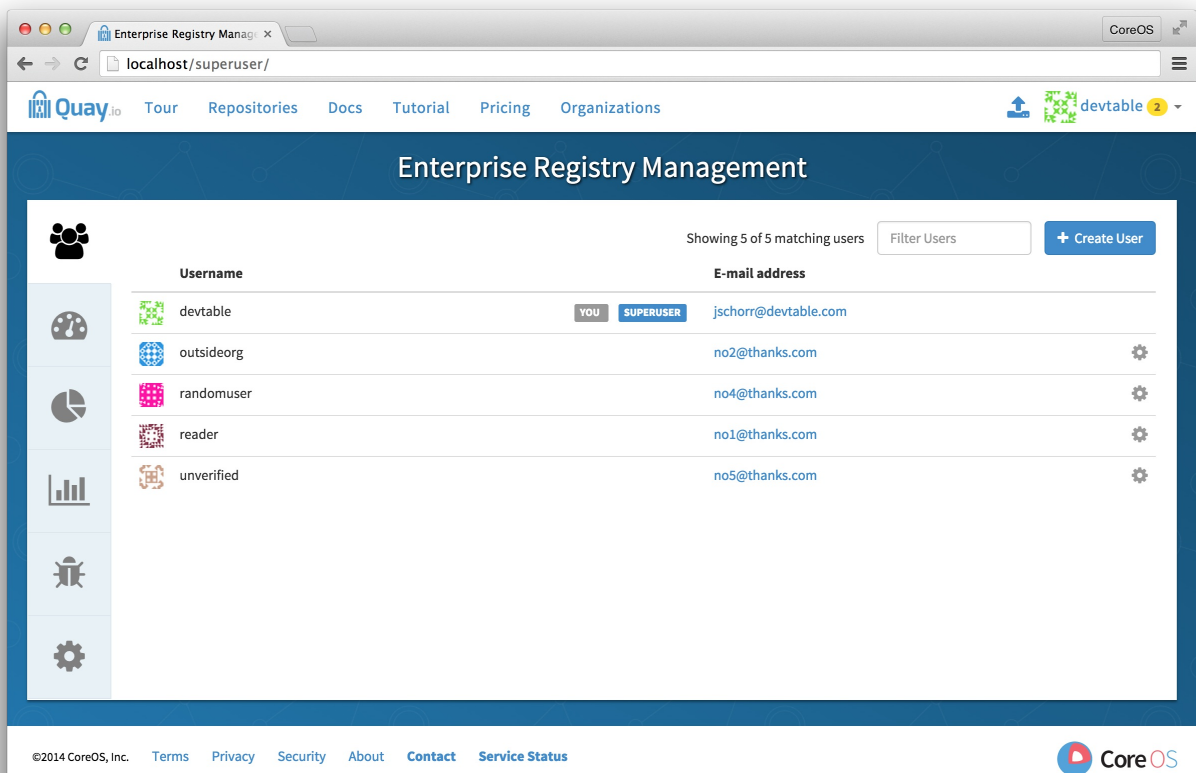 Enterprise Registry Manag
CoreOS
localhost/superuser/
Quay.io Tour Repositories Docs Tutorial Pricing Organizations devtable 2
Enterprise Registry Management
Showing 5 of 5 matching users Filter Users + Create User
Username E-mail address
devtable YOU SUPERUSER jschorr@devtable.com
outsideorg no2@thanks.com
randomuser no4@thanks.com
reader no1@thanks.com
unverified no5@thanks.com
©2014 CoreOS, Inc. Terms Privacy Security About Contact Service Status Core OS